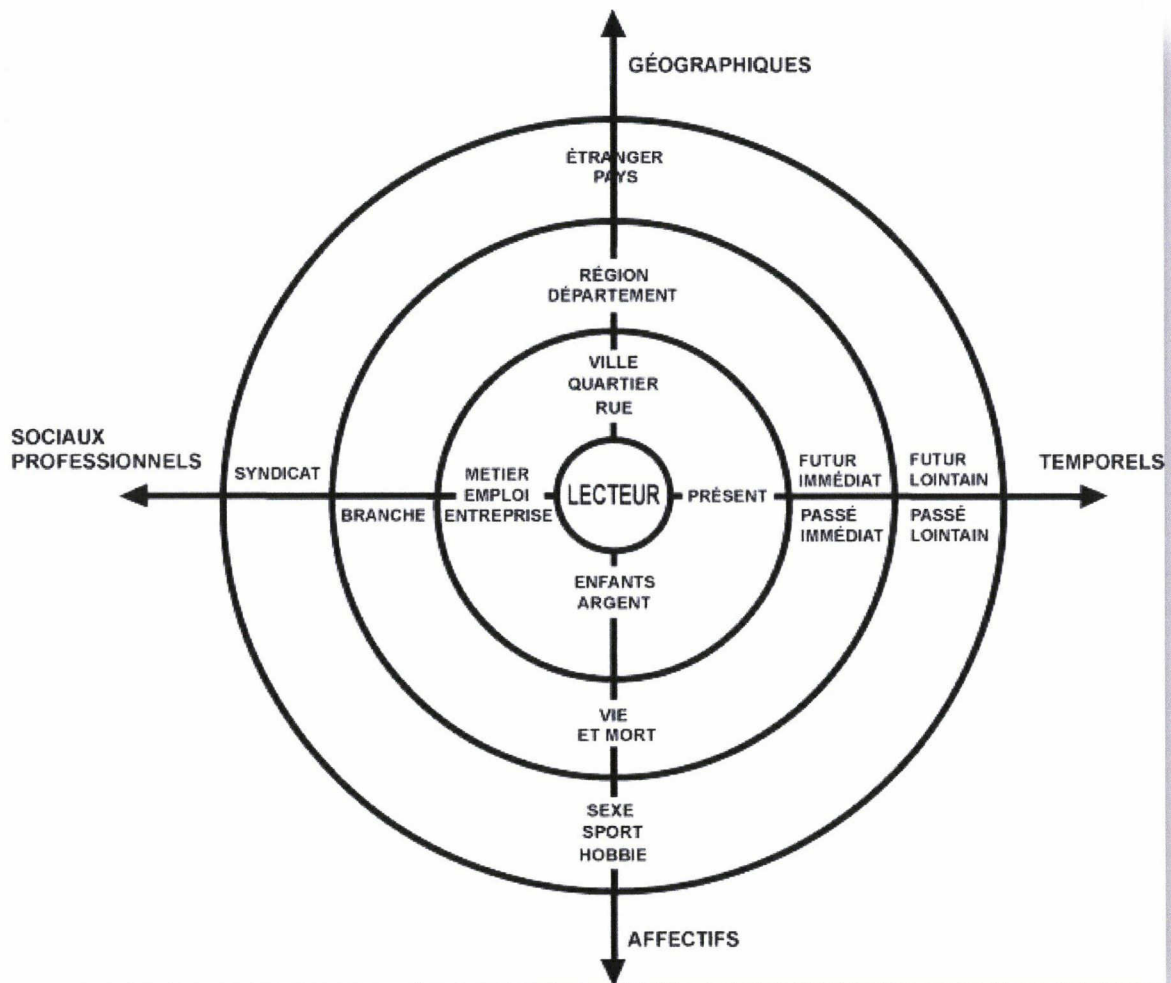 GÉOGRAPHIQUES
ÉTRANGER
PAYS
RÉGION
DÉPARTEMENT
VILLE
QUARTIER
RUE
SOCIAUX
PROFESSIONNELS
SYNDICAT
BRANCHE
METIER
EMPLOI
ENTREPRISE
LECTEUR
PRÉSENT
FUTUR
IMMÉDIAT
PASSÉ
IMMÉDIAT
FUTUR
LOINTAIN
PASSÉ
LOINTAIN
TEMPORELS
ENFANTS
ARGENT
VIE
ET MORT
SEXE
SPORT
HOBBIE
AFFECTIFS